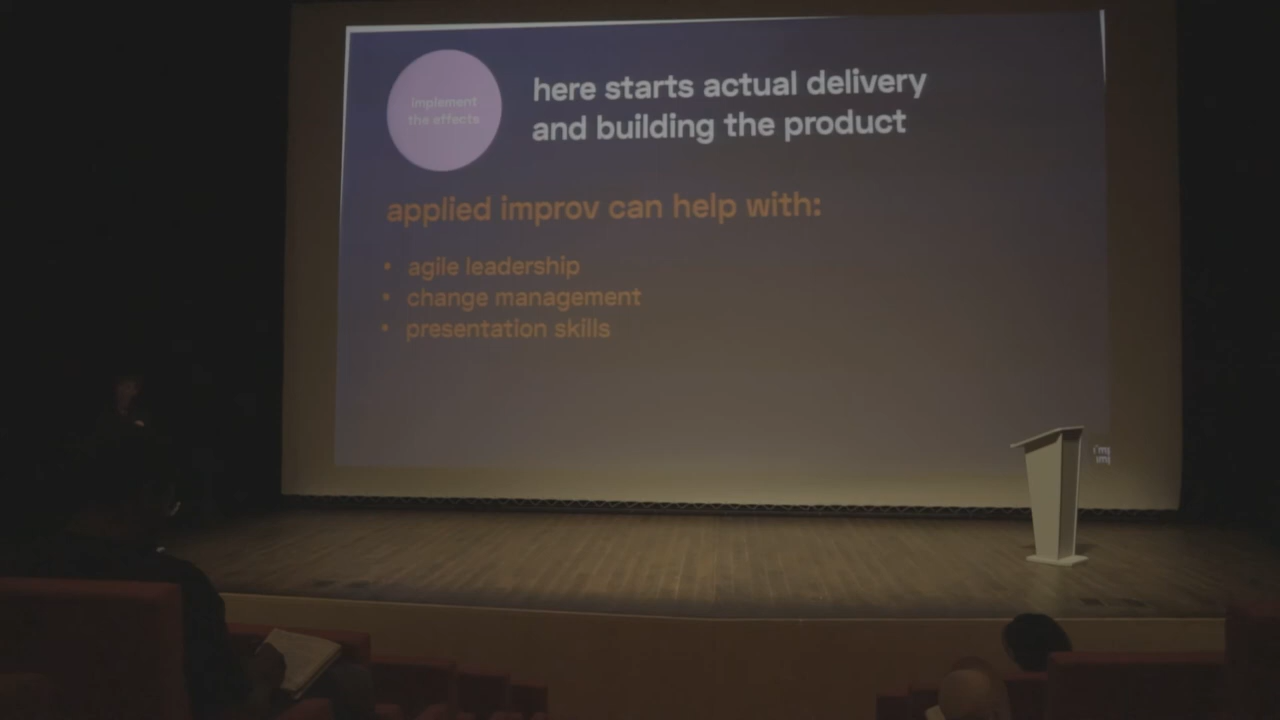 implement
the effects
here starts actual delivery
and building the product
applied improv can help with:
• agile leadership
• change management
• presentation skills